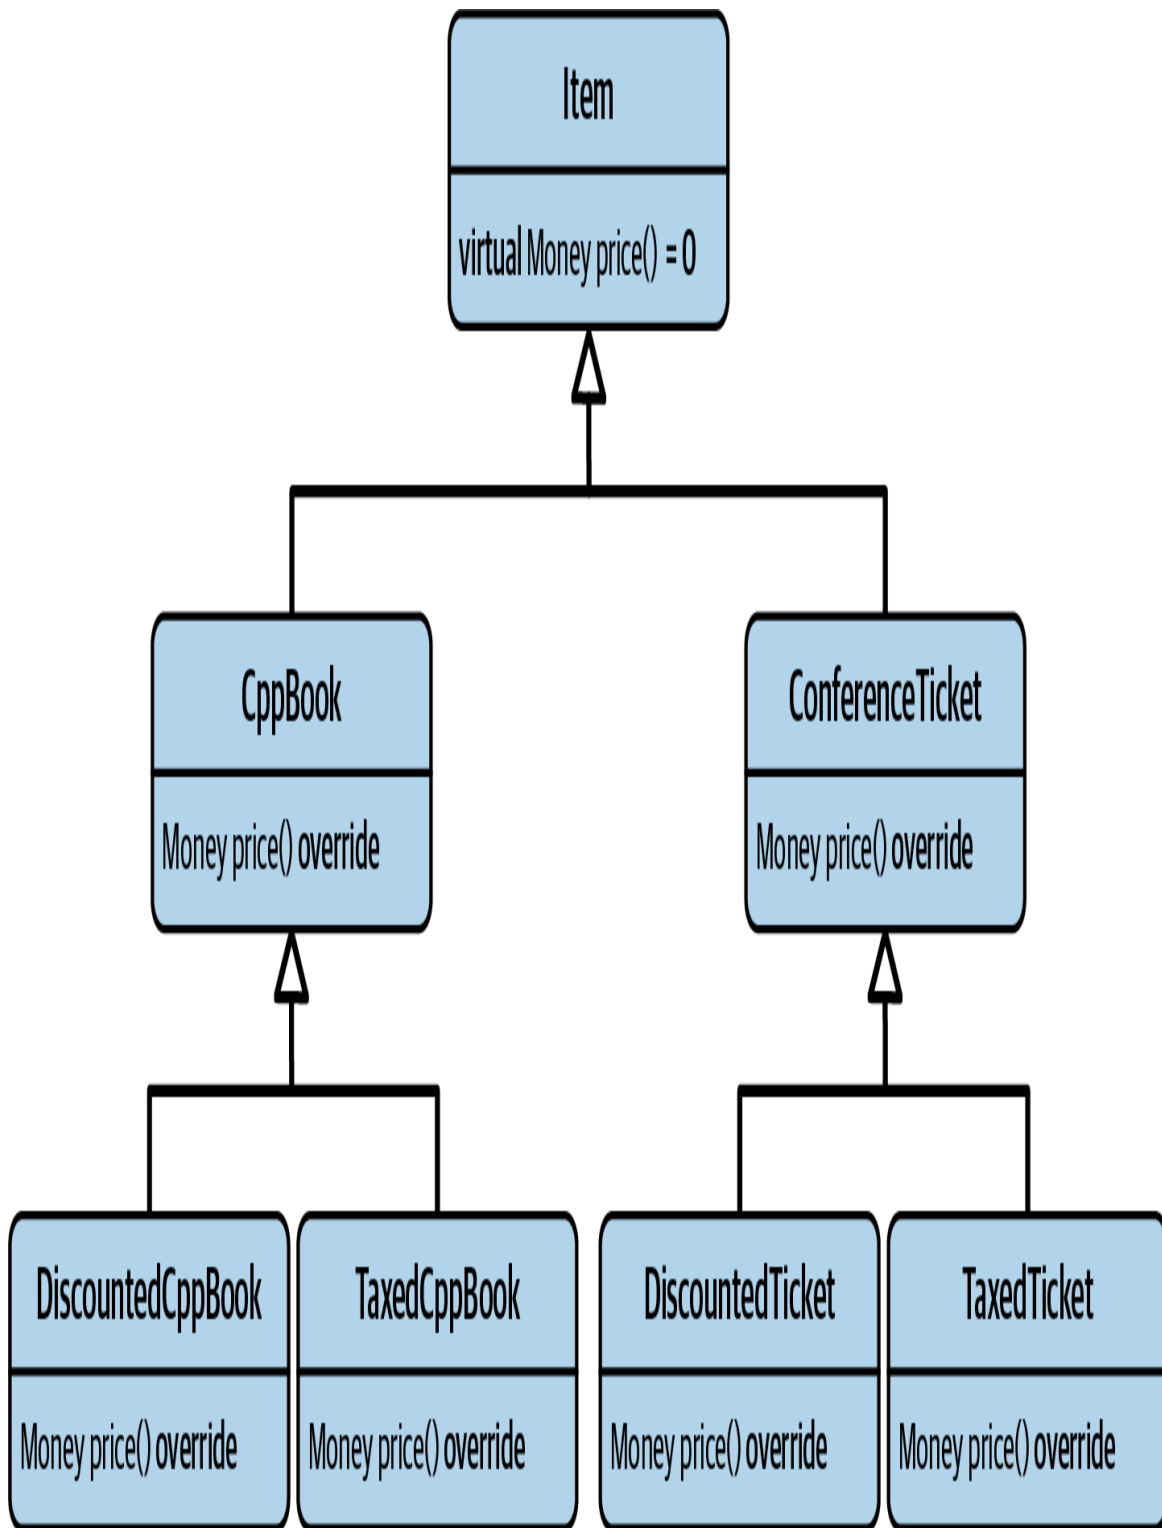 Item
virtual Money price() = 0
CppBook
Money price() override
ConferenceTicket
Money price() override
DiscountedCppBook
Money price() override
TaxedCppBook
Money price() override
DiscountedTicket
Money price() override
TaxedTicket
Money price() override